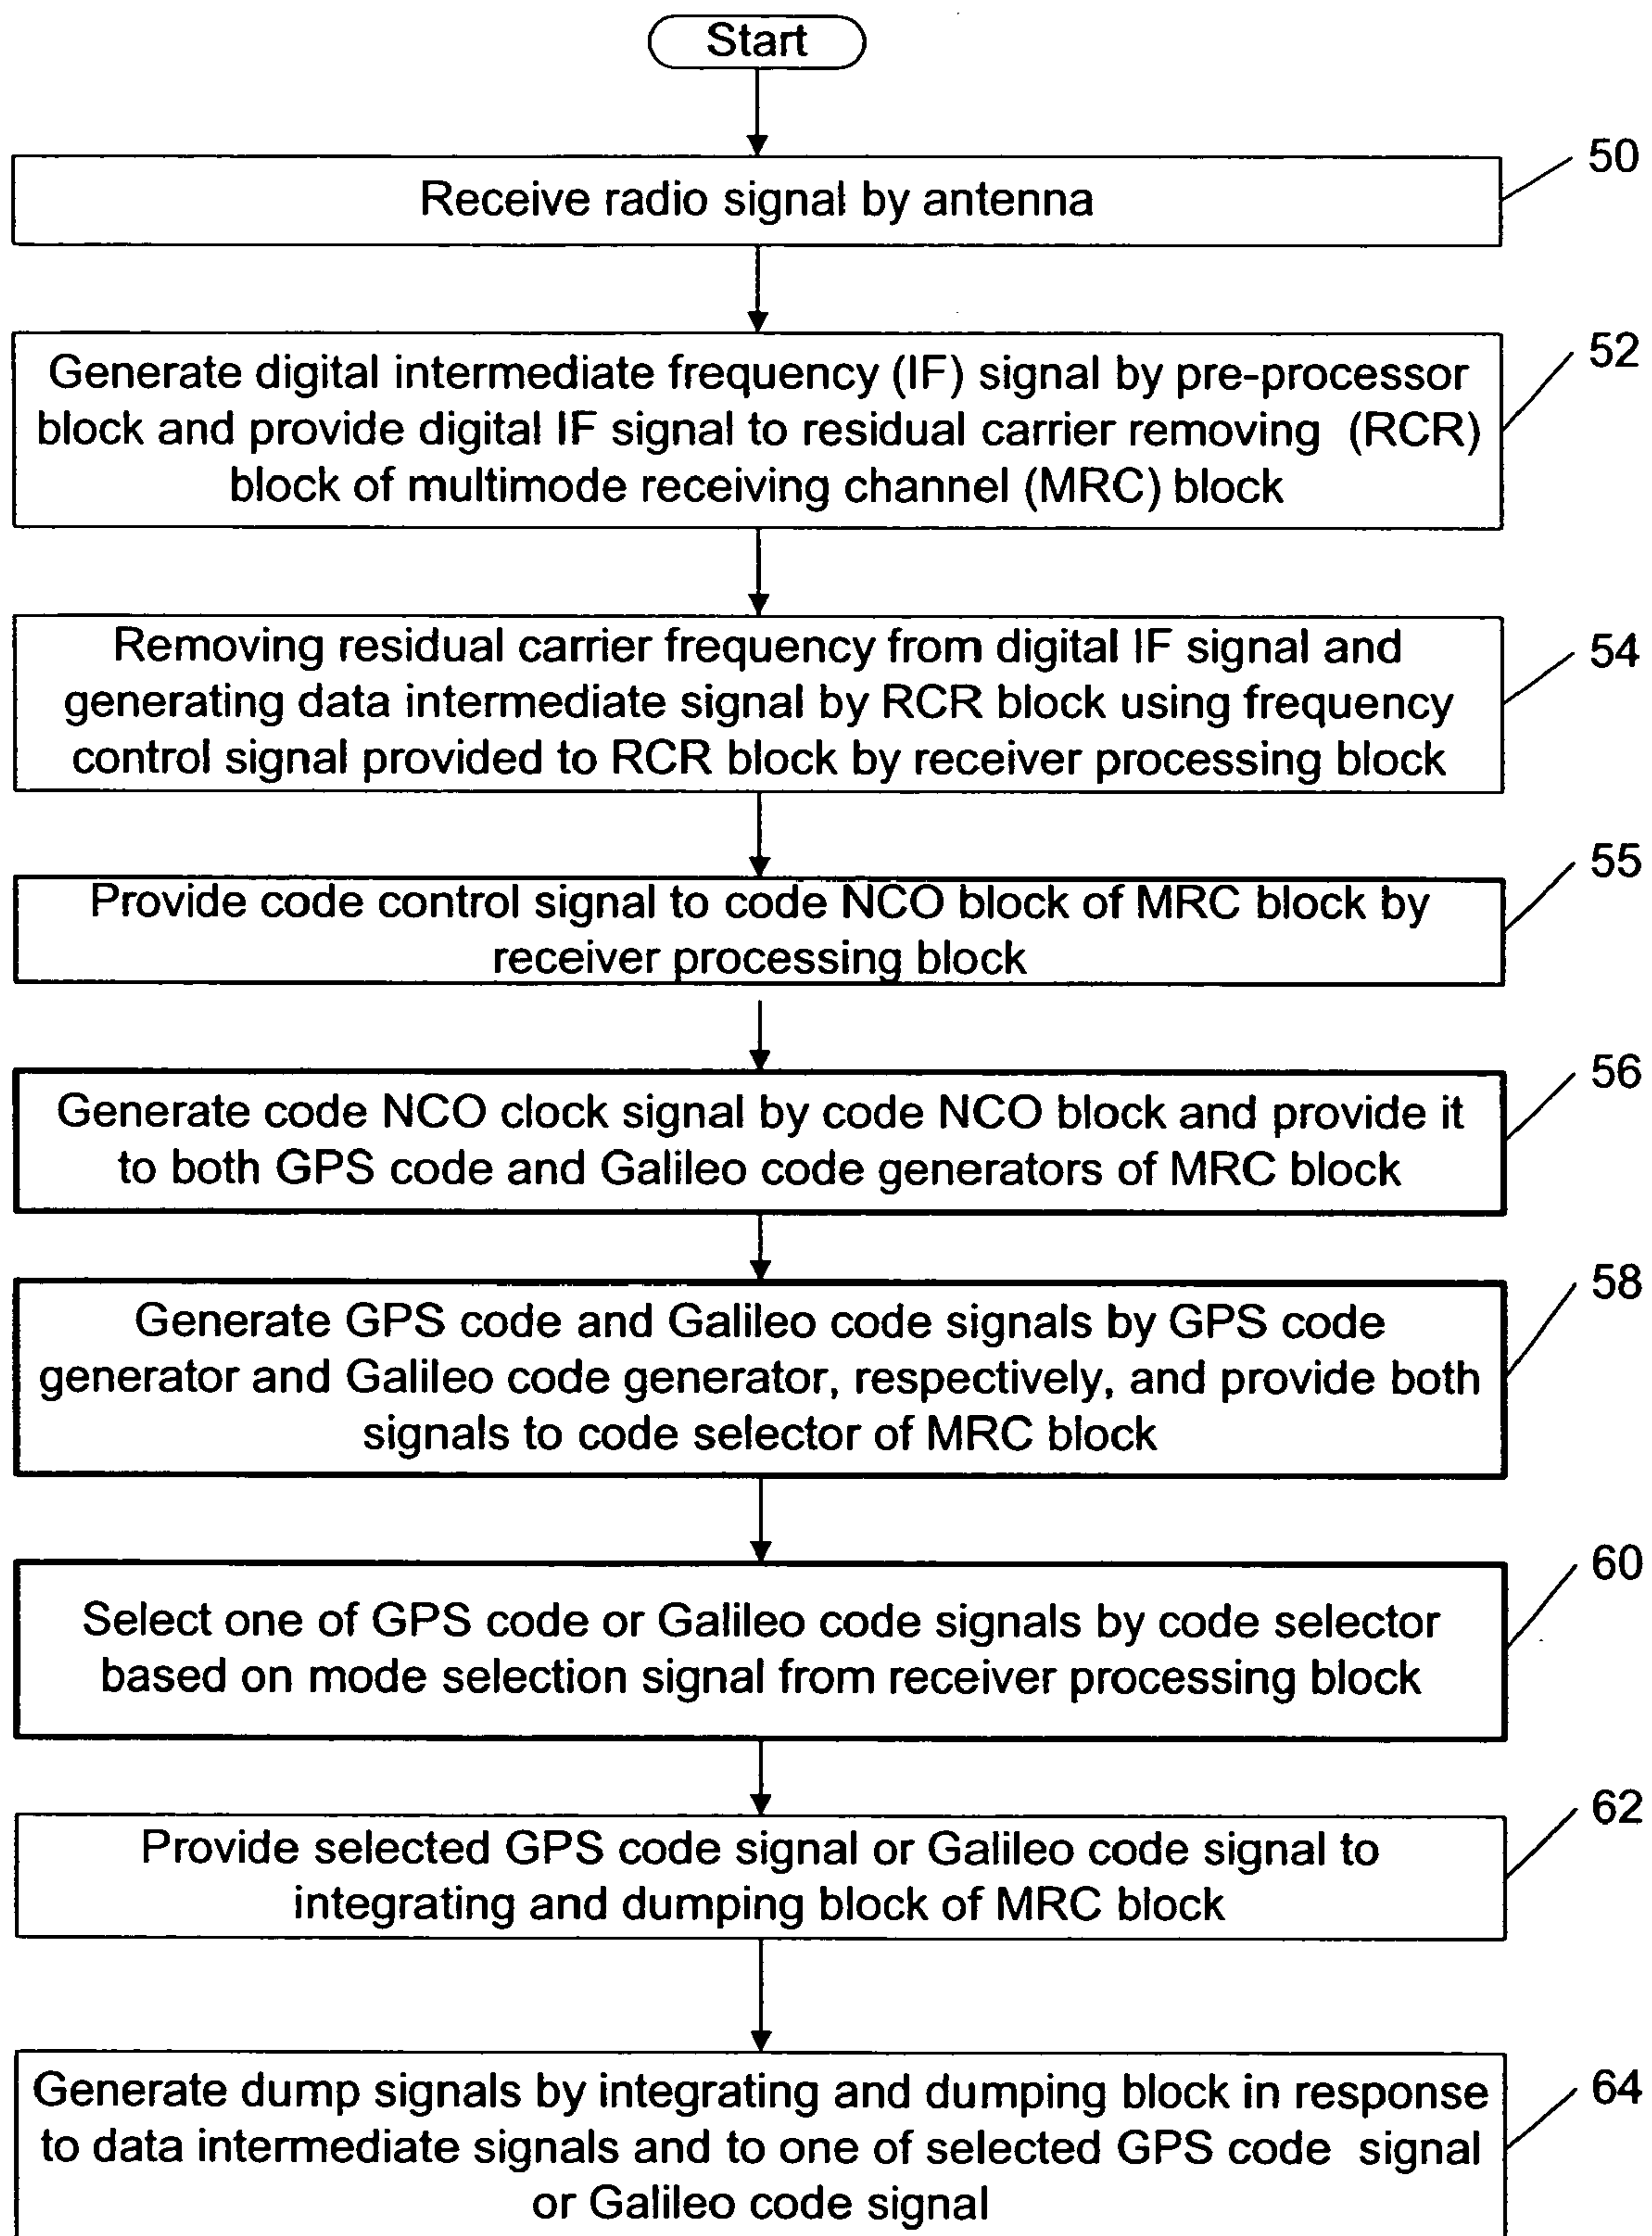 Start
50
Receive radio signal by antenna
52
Generate digital intermediate frequency (IF) signal by pre-processor
block and provide digital IF signal to residual carrier removing (RCR)
block of multimode receiving channel (MRC) block
54
Removing residual carrier frequency from digital IF signal and
generating data intermediate signal by RCR block using frequency
control signal provided to RCR block by receiver processing block
55
Provide code control signal to code NCO block of MRC block by
receiver processing block
56
Generate code NCO clock signal by code NCO block and provide it
to both GPS code and Galileo code generators of MRC block
58
Generate GPS code and Galileo code signals by GPS code
generator and Galileo code generator, respectively, and provide both
signals to code selector of MRC block
60
Select one of GPS code or Galileo code signals by code selector
based on mode selection signal from receiver processing block
62
Provide selected GPS code signal or Galileo code signal to
integrating and dumping block of MRC block
64
Generate dump signals by integrating and dumping block in response
to data intermediate signals and to one of selected GPS code signal
or Galileo code signal